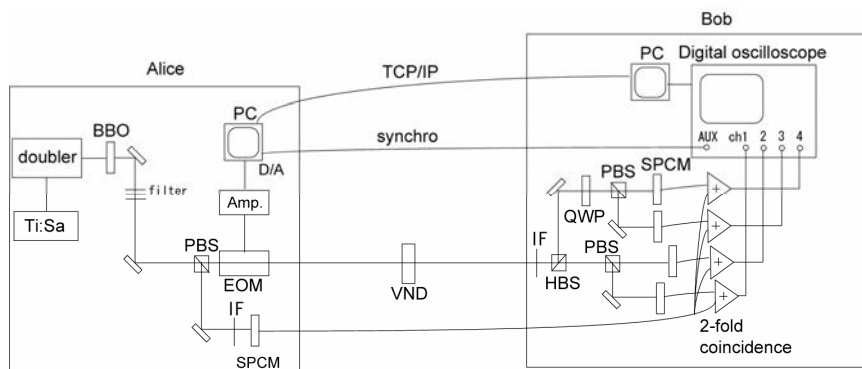 Bob
Alice
PC
Digital oscilloscope
TCP/IP
PC
BBO
synchro
AUX ch1 2 3 4
doubler
D/A
PBS
SPCM
filter
Amp.
QWP
Ti:Sa
PBS
IF
PBS
EOM
VND
HBS
IF
2-fold
coincidence
SPCM
+
+
+
+